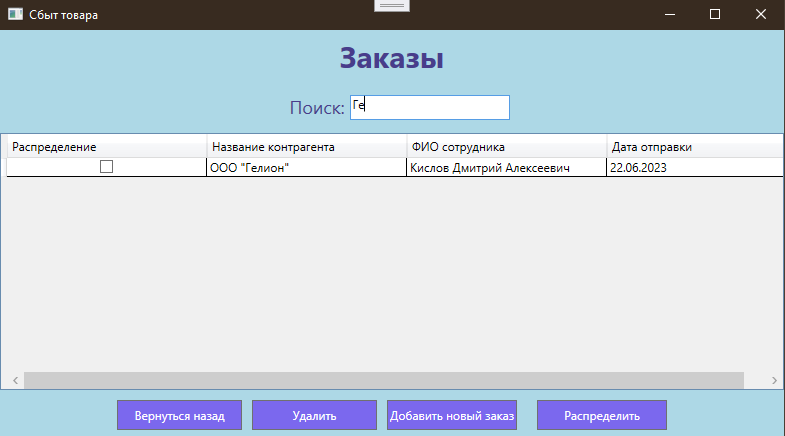 Сбыт товара
Заказы
Поиск: Ге
Распределение Название контрагента ФИО сотрудника Дата отправки
ООО "Гелион" Кислов Дмитрий Алексеевич 22.06.2023
Вернуться назад Удалить Добавить новый заказ Распределить